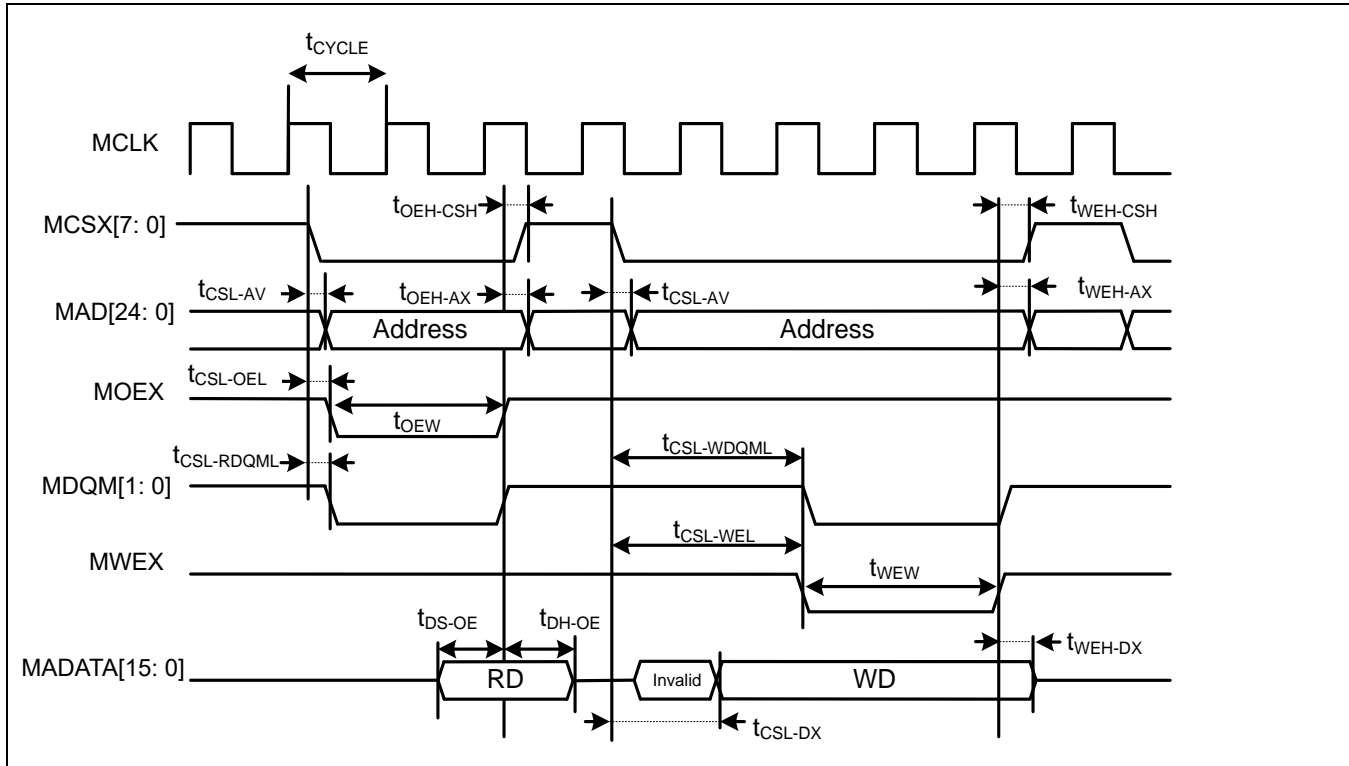 tCYCLE
MCLK
tOEH-CSH
tWEH-CSH
MCSX[7: 0]
tCSL-AV
tOEH-AX
tCSL-AV
tWEH-AX
MAD[24: 0]
Address
Address
tCSL-OEL
MOEX
tOEW
tCSL-WDQML
tCSL-RDQML
MDQM[1: 0]
tCSL-WEL
MWEX
tWEW
tDS-OE
tDH-OE
tWEH-DX
MADATA[15: 0]
RD
Invalid
WD
tCSL-DX